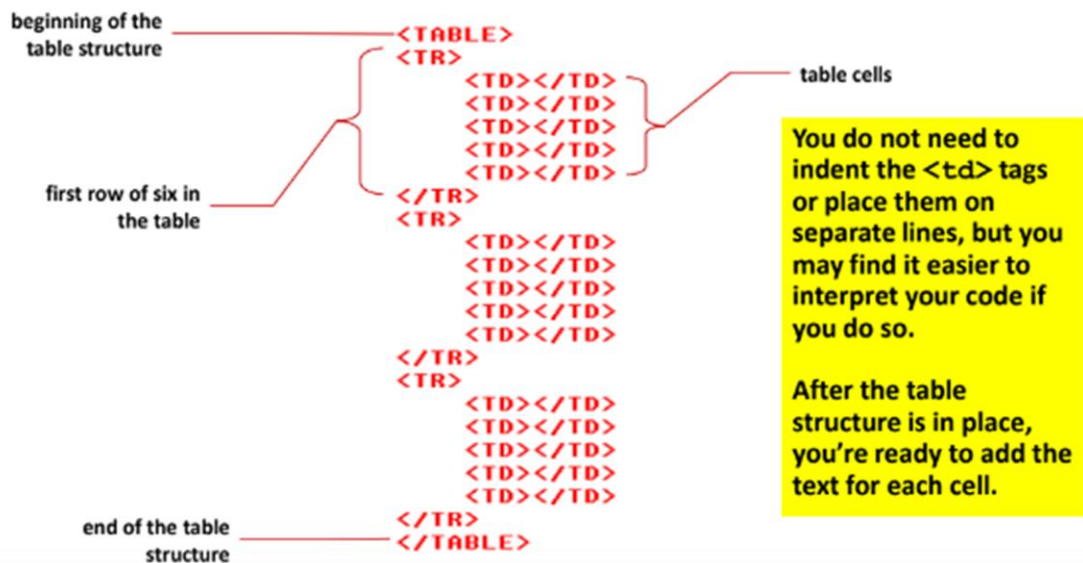 beginning of the
table structure
<TABLE>
<TR>
<TD></TD>
<TD></TD>
<TD></TD>
<TD></TD>
<TD></TD>
table cells
first row of six in
the table
</TR>
<TR>
<TD></TD>
<TD></TD>
<TD></TD>
<TD></TD>
<TD></TD>
</TR>
<TR>
<TD></TD>
<TD></TD>
<TD></TD>
<TD></TD>
<TD></TD>
</TR>
end of the table
structure
</TABLE>
You do not need to
indent the <td> tags
or place them on
separate lines, but you
may find it easier to
interpret your code if
you do so.
After the table
structure is in place,
you’re ready to add the
text for each cell.